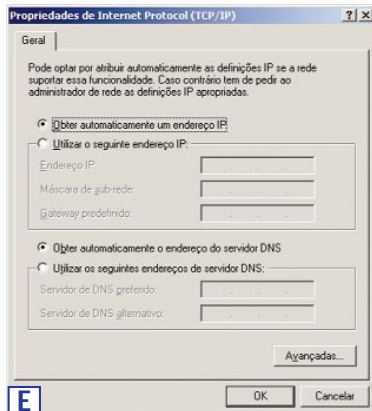 Propriedades de Internet Protocol (TCP/IP)
? x
Geral
Pode optar por atribuir automaticamente as definições IP se a rede
suportar essa funcionalidade. Caso contrário tem de pedir ao
administrador de rede as definições IP apropriadas.
Obter automaticamente um endereço IP
Utilizar o seguinte endereço IP:
Endereço IP:
Máscara de sub-rede:
Gateway predefinido:
Obter automaticamente o endereço do servidor DNS
Utilizar os seguintes endereços de servidor DNS:
Servidor de DNS preferido:
Servidor de DNS alternativo:
Avançadas...
OK Cancelar
E